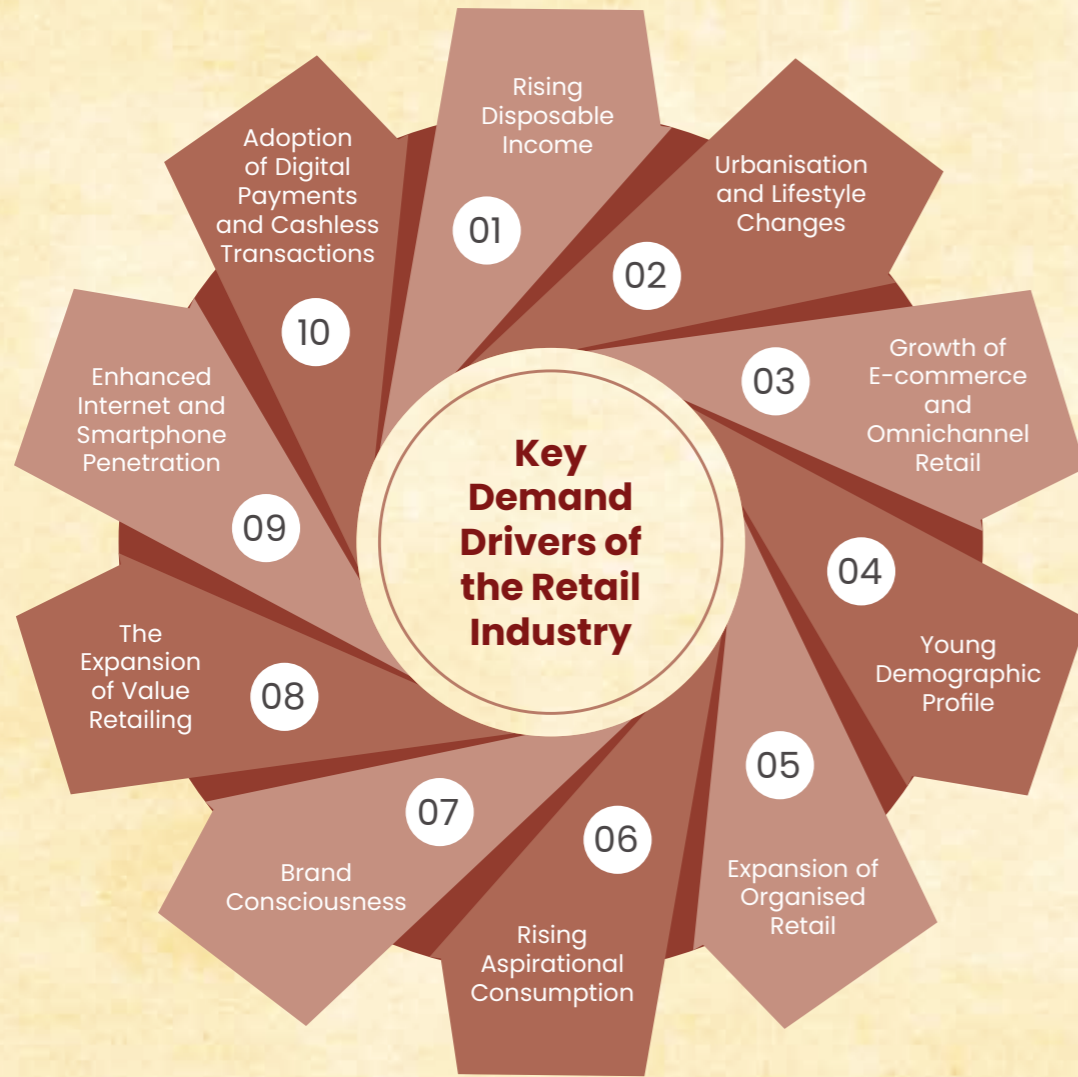 Key
Demand
Drivers of
the Retail
Industry
Rising
Disposable
Income
01
Urbanisation
and Lifestyle
Changes
02
Growth of
E-commerce
and
Omnichannel
Retail
03
04
Young
Demographic
Profile
05
Expansion of
Organised
Retail
06
Rising
Aspirational
Consumption
07
Brand
Consciousness
The
Expansion
of Value
Retailing
08
Enhanced
Internet and
Smartphone
Penetration
09
Adoption
of Digital
Payments
and Cashless
Transactions
10